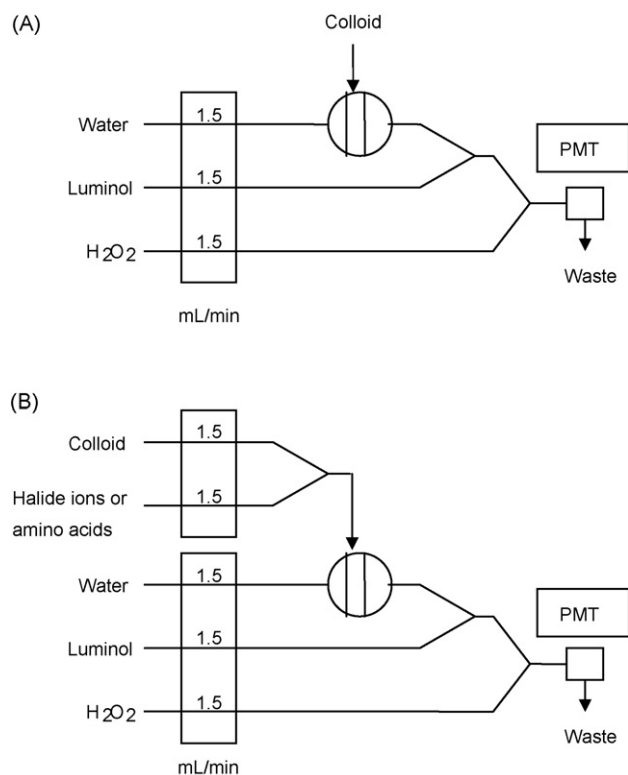 (A)
Colloid
Water
1.5
PMT
Luminol
1.5
H2O2
1.5
Waste
mL/min
(B)
Colloid
1.5
Halide ions or
amino acids
1.5
Water
1.5
PMT
Luminol
1.5
H2O2
1.5
Waste
mL/min